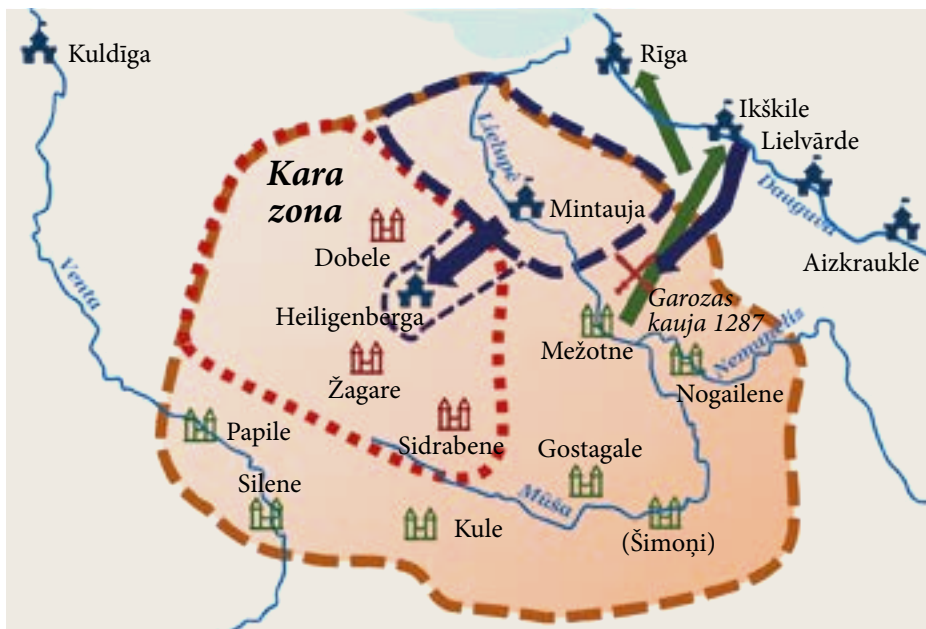 Kuldīga
Rīga
Ikšķile
Lielvārde
Lielupe
Daugava
Kara
zona
Mintauja
Aizkraukle
Dobele
Venta
Heiligenberga
Garozas
kauja 1287
Mežotne
Nemunelis
Žagare
Nogailene
Papile
Sidrabene
Gostagale
Silene
Mūša
Kule
(Šimoņi)